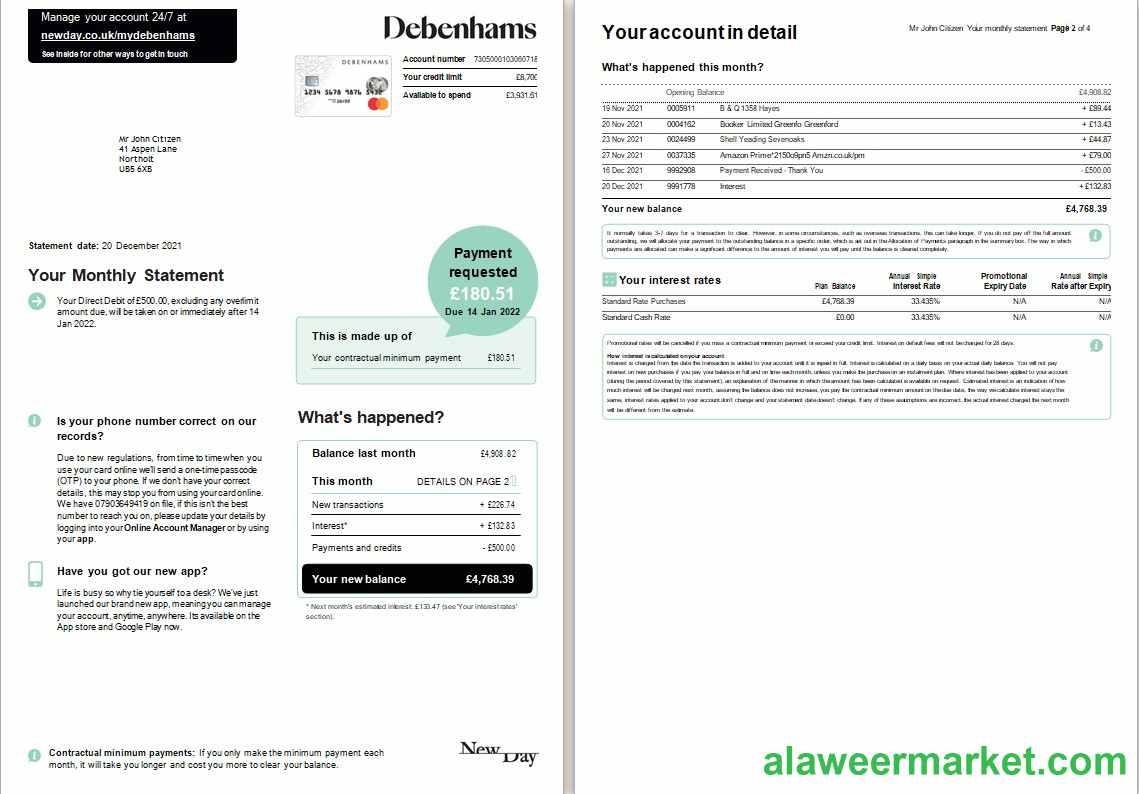 Manage your account 24/7 at
newday.co.uk/mydebenhams
See inside for other ways to get in touch
Debenhams
DEBENHAMS
1234 5678 9876 5432
Account number 7305000103060718
Your credit limit £8,700
Available to spend £3,931.61
Mr John Citizen
41 Aspen Lane
Northolt
UB5 6XB
Statement date: 20 December 2021
Your Monthly Statement
Your Direct Debit of £500.00, excluding any overlimit
amount due, will be taken on or immediately after 14
Jan 2022.
Payment
requested
£180.51
Due 14 Jan 2022
This is made up of
Your contractual minimum payment £180.51
Is your phone number correct on our
records?
Due to new regulations, from time to time when you
use your card online we'll send a one-time passcode
(OTP) to your phone. If we don't have your correct
details, this may stop you from using your card online.
We have 07903649419 on file, if this isn't the best
number to reach you on, please update your details by
logging into your Online Account Manager or by using
your app.
Have you got our new app?
Life is busy so why tie yourself to a desk? We've just
launched our brand new app, meaning you can manage
your account, anytime, anywhere. Its available on the
App store and Google Play now.
What's happened?
Balance last month £4,908.82
This month DETAILS ON PAGE 2
New transactions + £226.74
Interest* + £132.83
Payments and credits - £500.00
Your new balance £4,768.39
* Next month's estimated interest: £133.47 (see 'Your interest rates'
section).
Contractual minimum payments: If you only make the minimum payment each
month, it will take you longer and cost you more to clear your balance.
New Day
Your account in detail
Mr John Citizen Your monthly statement Page 2 of 4
What's happened this month?
Opening Balance £4,908.82
19 Nov 2021 0005911 B & Q 1358 Hayes + £89.44
20 Nov 2021 0004162 Booker Limited Greenfo Greenford + £13.43
23 Nov 2021 0024499 Shell Yeading Sevenoaks + £44.87
27 Nov 2021 0037335 Amazon Prime*2150q9pn5 Amzn.co.uk/pm + £79.00
16 Dec 2021 9992908 Payment Received - Thank You - £500.00
20 Dec 2021 9991778 Interest + £132.83
Your new balance £4,768.39
It normally takes 3-7 days for a transaction to clear. However, in some circumstances, such as overseas transactions, this can take longer. If you do not pay off the full amount
outstanding, we will allocate your payment to the outstanding balance in a specific order, which is set out in the Allocation of Payments paragraph in the summary box. The way in which
payments are allocated can make a significant difference to the amount of interest you will pay until the balance is cleared completely.
Your interest rates
Plan Balance
Annual Simple
Interest Rate
Promotional
Expiry Date
Annual Simple
Rate after Expiry
Standard Rate Purchases £4,768.39 33.435% N/A N/A
Standard Cash Rate £0.00 33.435% N/A N/A
Promotional rates will be cancelled if you miss a contractual minimum payment or exceed your credit limit. Interest on default fees will not be charged for 28 days.
How interest is calculated on your account
Interest is charged from the date the transaction is added to your account until it is repaid in full. Interest is calculated on a daily basis on your actual daily balance. You will not pay
interest on new purchases if you pay your balance in full and on time each month, unless you make the purchase on an instalment plan. Where interest has been applied to your account
(during the period covered by this statement), an explanation of the manner in which the amount has been calculated is available on request. Estimated interest is an indication of how
much interest will be charged next month, assuming the balance does not increase, you pay the contractual minimum amount on the due date, the way we calculate interest stays the
same, interest rates applied to your account don't change and your statement date doesn't change. If any of these assumptions are incorrect, the actual interest charged the next month
will be different from the estimate.
alaweermarket.com